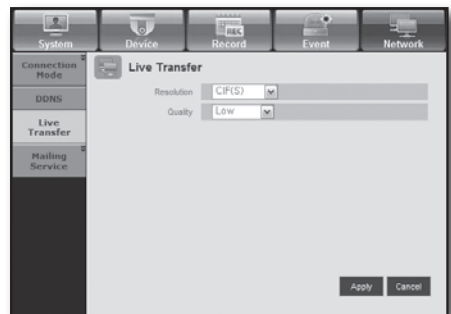 System Device Record Event Network
REC
Connection
Mode
DDNS
Live
Transfer
Mailing
Service
Live Transfer
Resolution CIF(S)
Quality Low
Apply Cancel